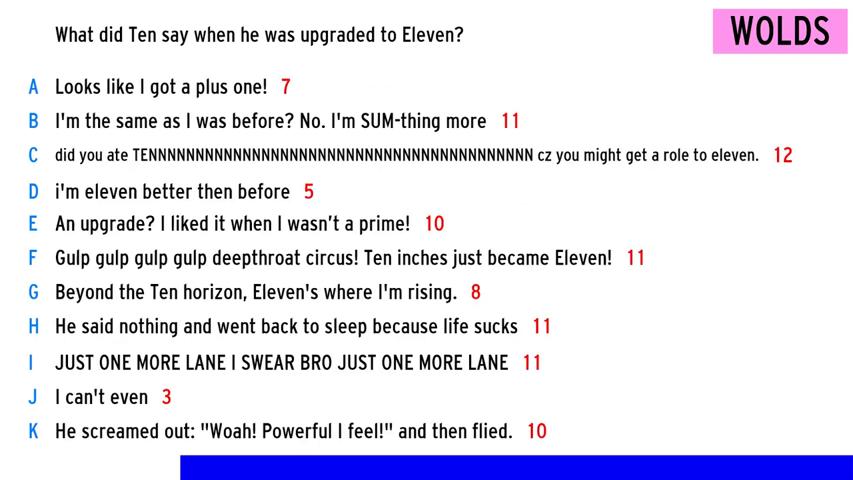 What did Ten say when he was upgraded to Eleven?
WOLDS
A Looks like I got a plus one! 7
B I'm the same as I was before? No. I'm SUM-thing more 11
C did you ate TENNNNNNNNNNNNNNNNNNNNNNNNNNNNNNNNNNNNNNNNN cz you might get a role to eleven. 12
D i'm eleven better then before 5
E An upgrade? I liked it when I wasn’t a prime! 10
F Gulp gulp gulp gulp deepthroat circus! Ten inches just became Eleven! 11
G Beyond the Ten horizon, Eleven's where I'm rising. 8
H He said nothing and went back to sleep because life sucks 11
I JUST ONE MORE LANE I SWEAR BRO JUST ONE MORE LANE 11
J I can't even 3
K He screamed out: "Woah! Powerful I feel!" and then flied. 10